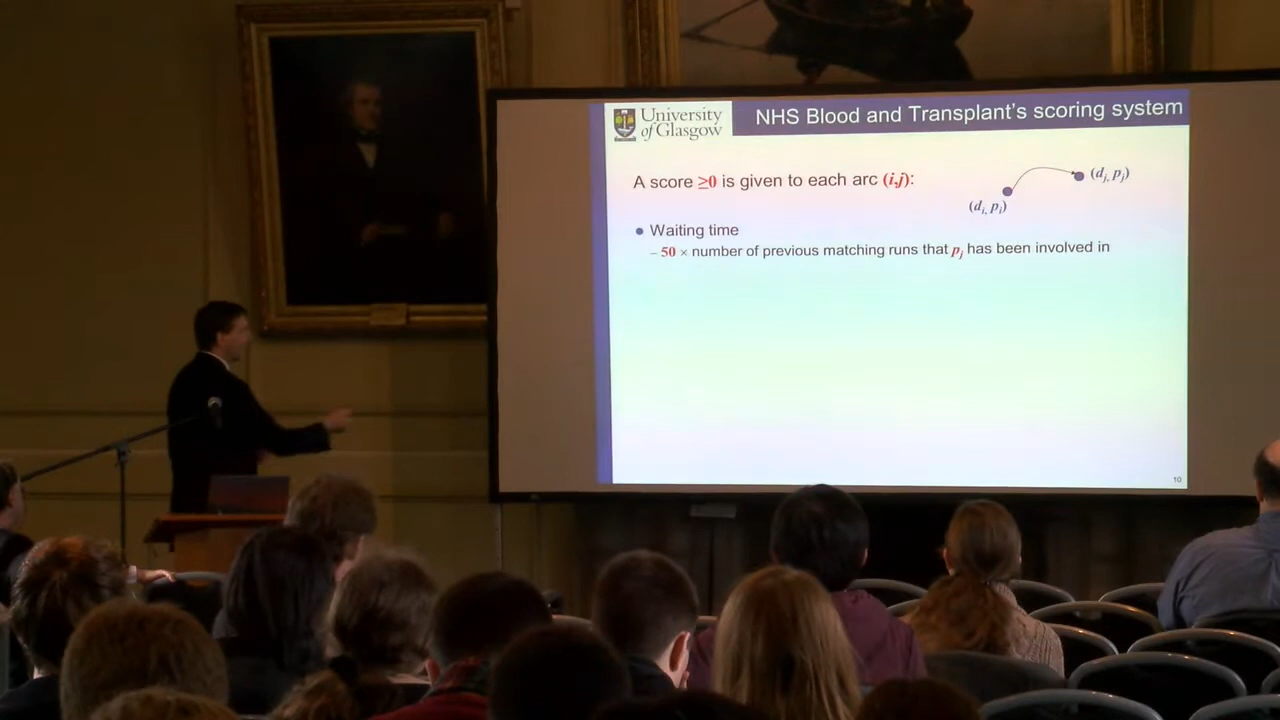 University
of Glasgow
NHS Blood and Transplant's scoring system
A score ≥0 is given to each arc (i,j):
(dj, pj)
(di, pi)
• Waiting time
– 50 × number of previous matching runs that pj has been involved in
10